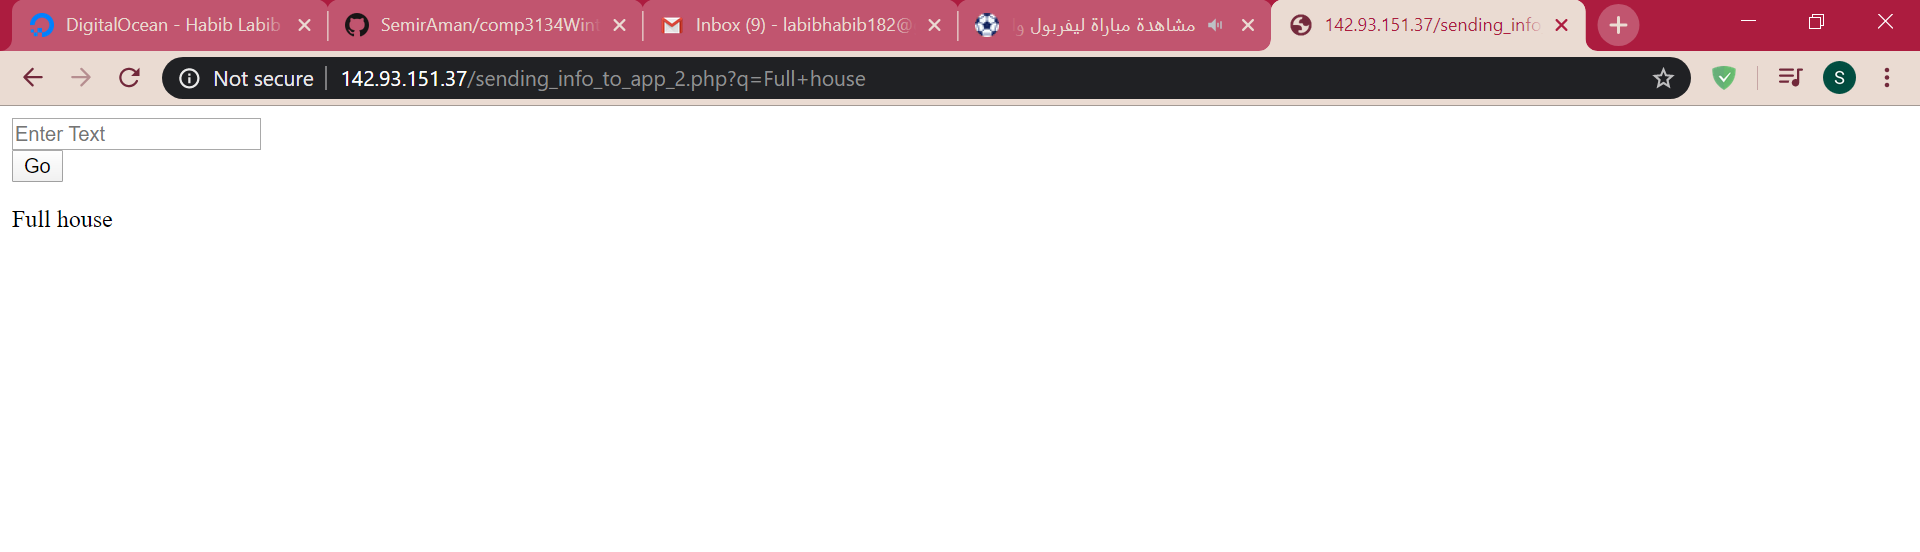 DigitalOcean - Habib Labib
SemirAman/comp3134Wint
Inbox (9) - labibhabib182@
مشاهدة مباراة ليفربول وا
142.93.151.37/sending_info
Not secure 142.93.151.37/sending_info_to_app_2.php?q=Full+house
S
Enter Text
Go
Full house